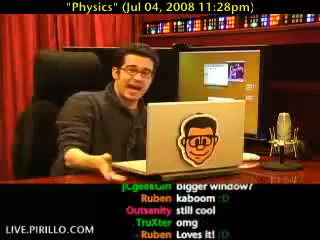 "Physics" (Jul 04, 2008 11:28pm)
bigger window?
Ruben kaboom :D
Outsanity still cool
TruXter omg
Ruben Loves it! :D
LIVE.PIRILLO.COM